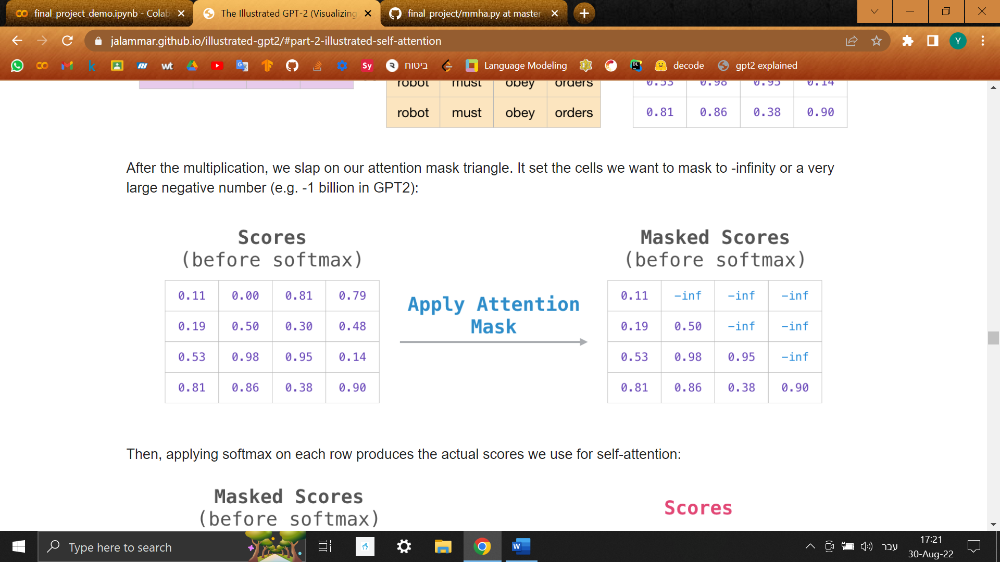 final_project_demo.ipynb - Colab
The Illustrated GPT-2 (Visualizing
final_project/mmha.py at master
jalammar.github.io/illustrated-gpt2/#part-2-illustrated-self-attention
Y
wt
Sy
ביטוח
Language Modeling
DL
decode
gpt2 explained
robot must obey orders 0.53 0.98 0.95 0.14
robot must obey orders 0.81 0.86 0.38 0.90
After the multiplication, we slap on our attention mask triangle. It set the cells we want to mask to -infinity or a very
large negative number (e.g. -1 billion in GPT2):
Scores
(before softmax)
0.11 0.00 0.81 0.79
0.19 0.50 0.30 0.48
0.53 0.98 0.95 0.14
0.81 0.86 0.38 0.90
Apply Attention
Mask
Masked Scores
(before softmax)
0.11 -inf -inf -inf
0.19 0.50 -inf -inf
0.53 0.98 0.95 -inf
0.81 0.86 0.38 0.90
Then, applying softmax on each row produces the actual scores we use for self-attention:
Masked Scores
(before softmax)
Scores
Type here to search
W
עבר
17:21
30-Aug-22